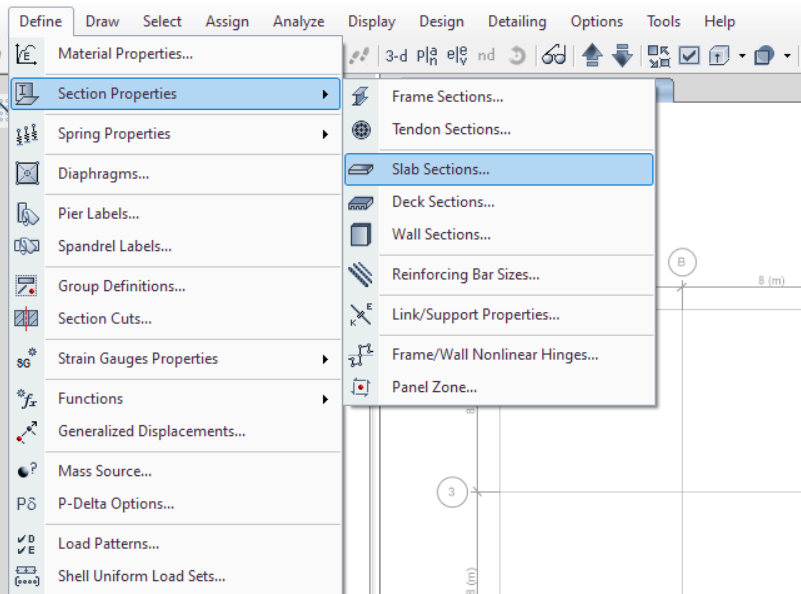 Define Draw Select Assign Analyze Display Design Detailing Options Tools Help
Material Properties...
3-d nd
Section Properties
Frame Sections...
Spring Properties
Tendon Sections...
Diaphragms...
Slab Sections...
Pier Labels...
Deck Sections...
Spandrel Labels...
Wall Sections...
B
8 (m)
Group Definitions...
Reinforcing Bar Sizes...
Section Cuts...
E
K
Link/Support Properties...
SG
Strain Gauges Properties
Frame/Wall Nonlinear Hinges...
Functions
Panel Zone...
Generalized Displacements...
Mass Source...
3
Pδ
P-Delta Options...
D
E
Load Patterns...
Shell Uniform Load Sets...
(m)